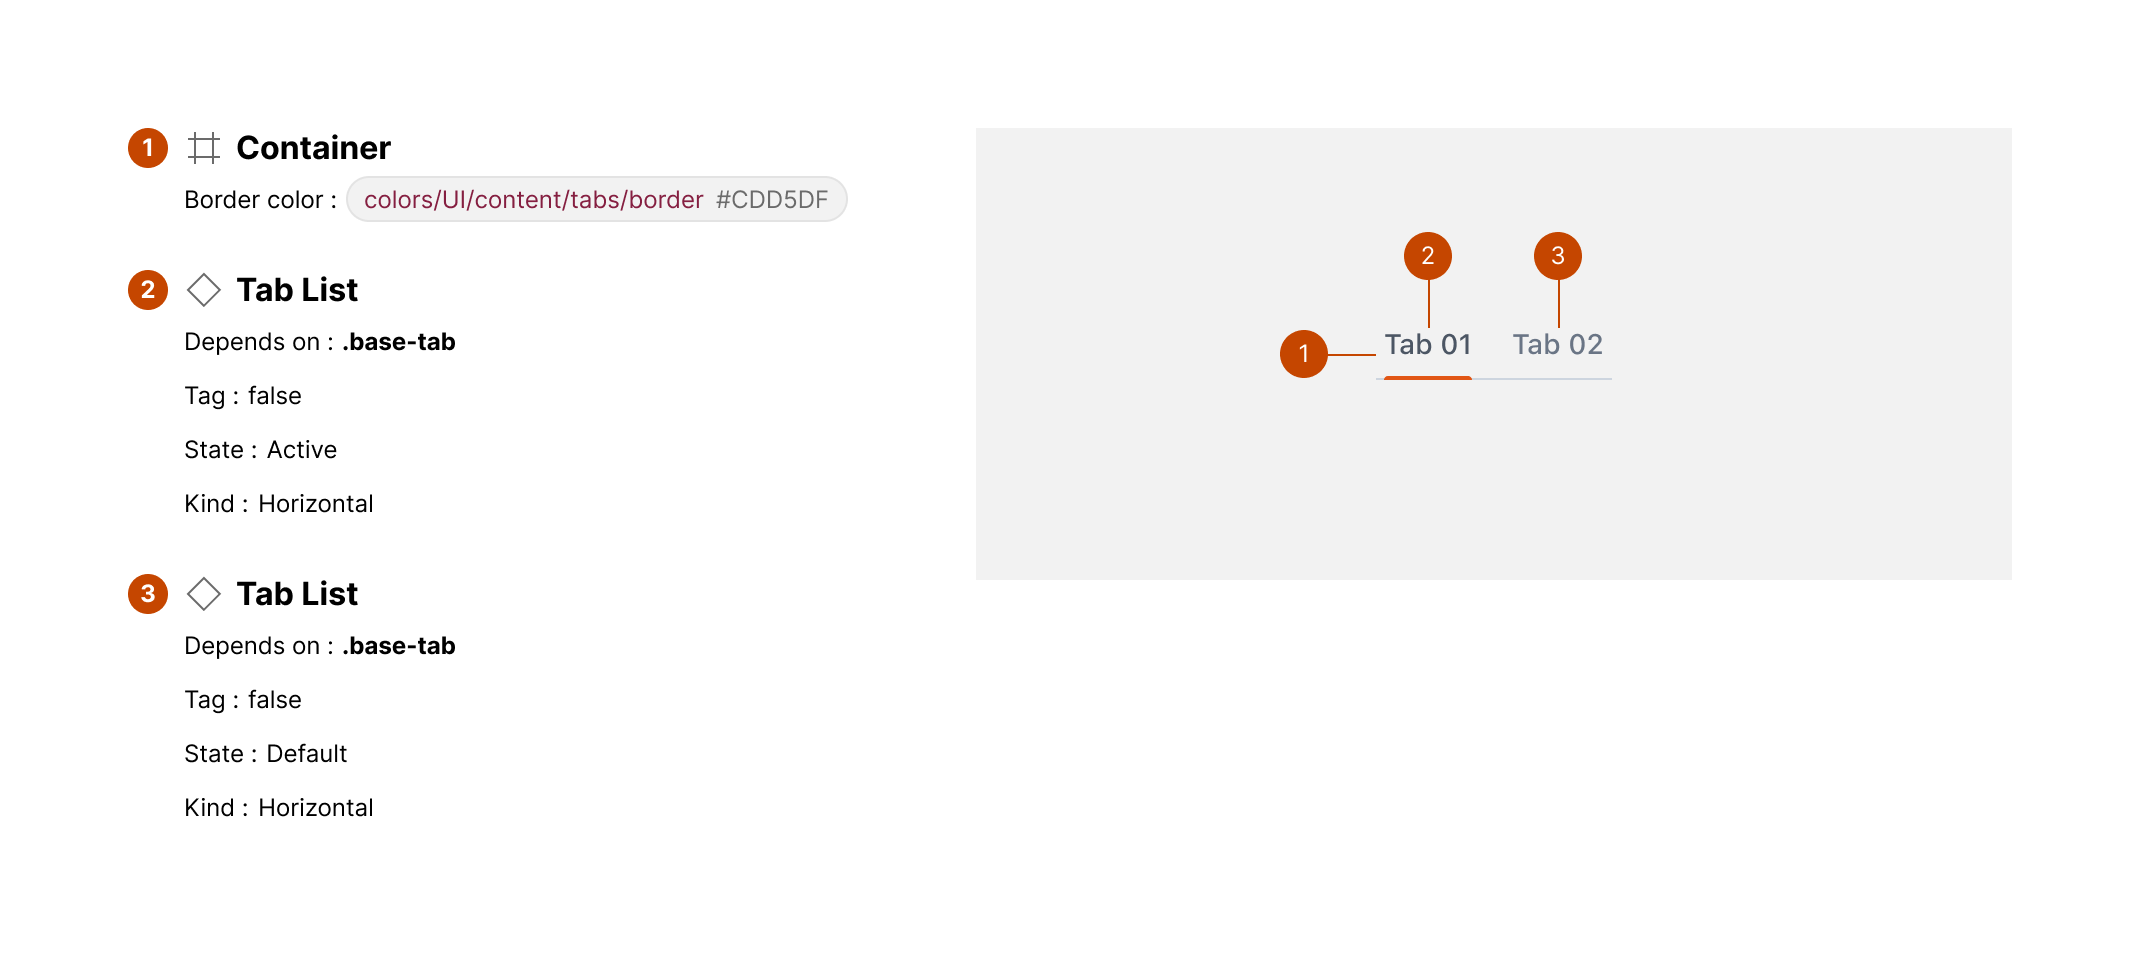 1 Container
Border color : colors/UI/content/tabs/border #CDD5DF
2 Tab List
Depends on : .base-tab
Tag : false
State : Active
Kind : Horizontal
3 Tab List
Depends on : .base-tab
Tag : false
State : Default
Kind : Horizontal
2 3
1 Tab 01 Tab 02